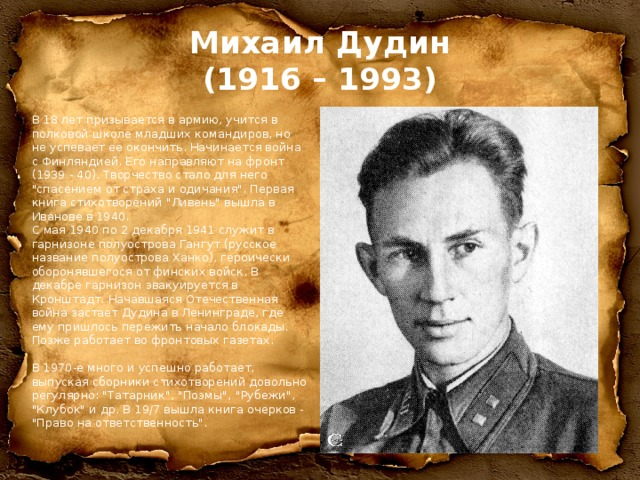 Михаил Дудин
(1916 – 1993)
В 18 лет призывается в армию, учится в
полковой школе младших командиров, но
не успевает ее окончить. Начинается война
с Финляндией. Его направляют на фронт
(1939 - 40). Творчество стало для него
"спасением от страха и одичания". Первая
книга стихотворений "Ливень" вышла в
Иванове в 1940.
С мая 1940 по 2 декабря 1941 служит в
гарнизоне полуострова Гангут (русское
название полуострова Ханко), героически
оборонявшегося от финских войск. В
декабре гарнизон эвакуируется в
Кронштадт. Начавшаяся Отечественная
война застает Дудина в Ленинграде, где
ему пришлось пережить начало блокады.
Позже работает во фронтовых газетах.
В 1970-е много и успешно работает,
выпуская сборники стихотворений довольно
регулярно: "Татарник", "Поэмы", "Рубежи",
"Клубок" и др. В 19/7 вышла книга очерков -
"Право на ответственность".